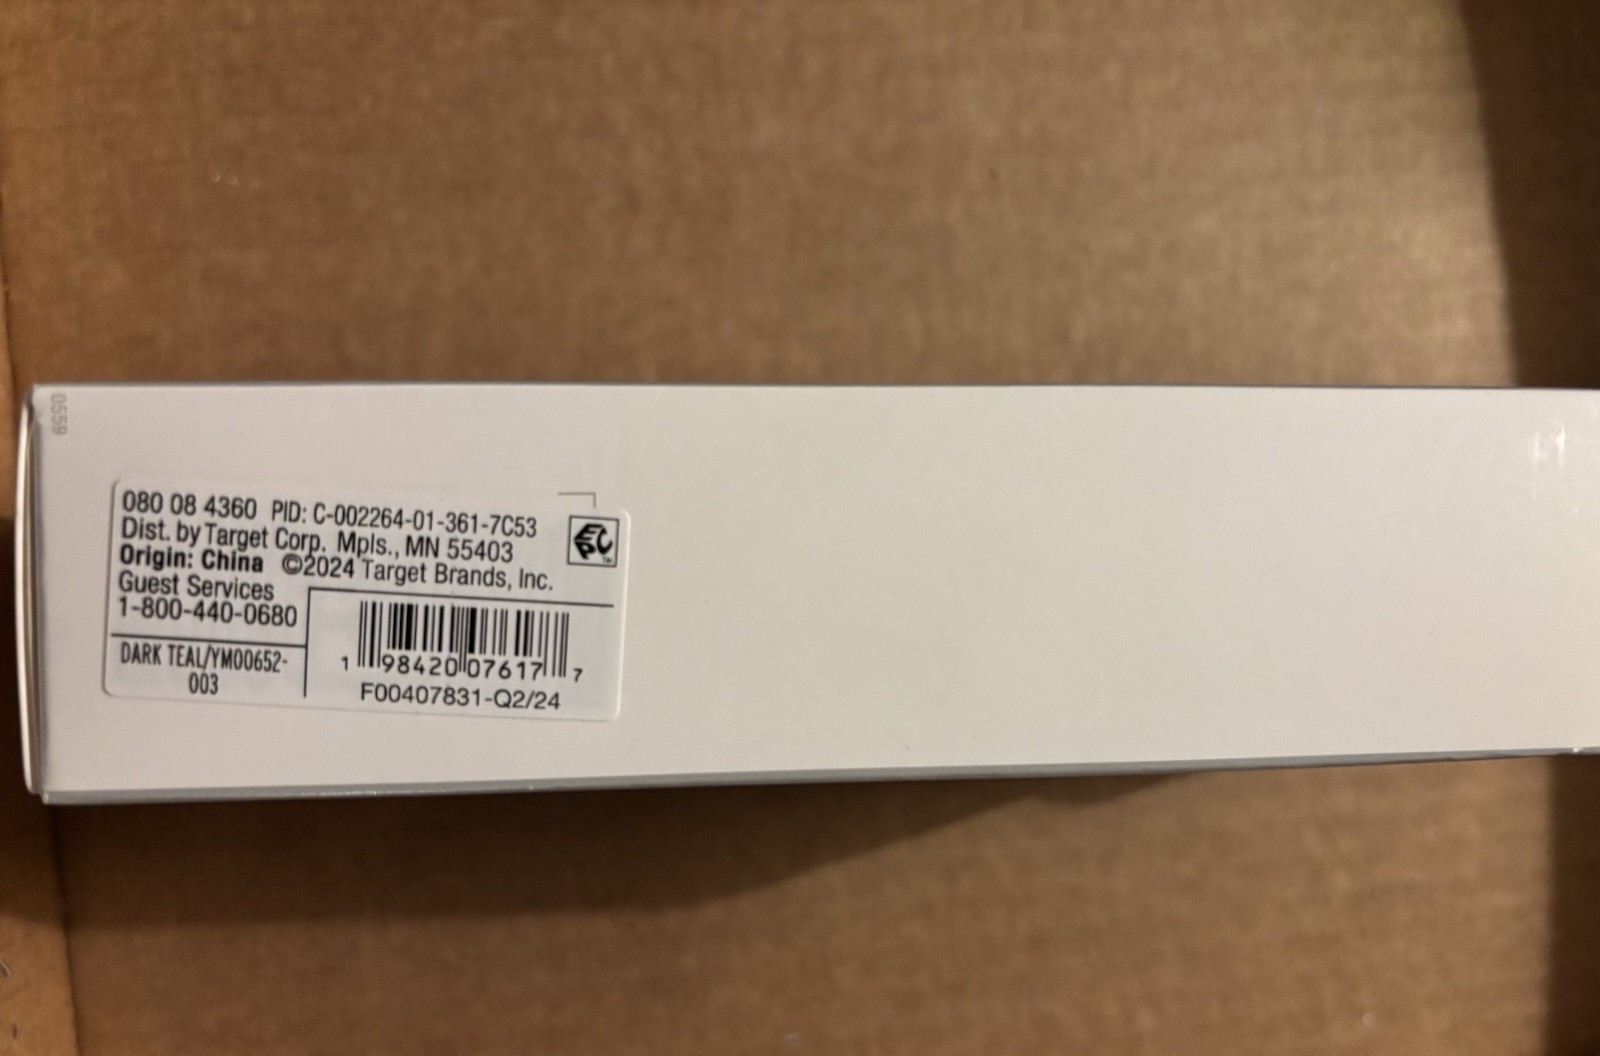 0559
080 08 4360 PID: C-002264-01-361-7C53
Dist. by Target Corp. Mpls., MN 55403
Origin: China ©2024 Target Brands, Inc.
Guest Services
1-800-440-0680
DARK TEAL/YM00652-
003
1 98420 07617 7
F00407831-Q2/24
EPC
TM